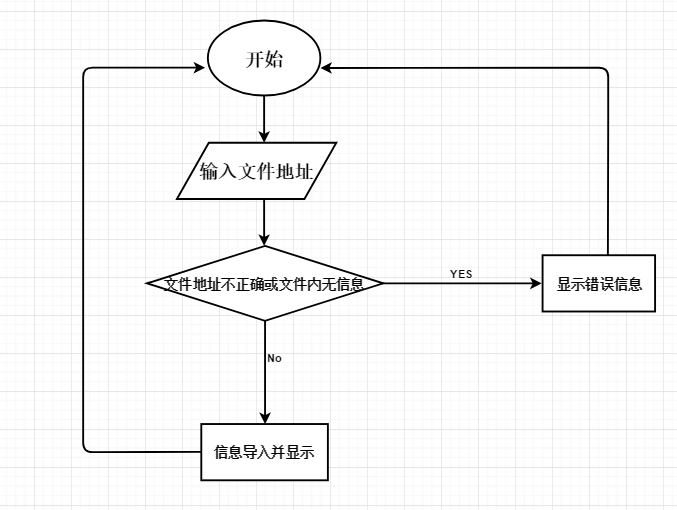 开始
输入文件地址
文件地址不正确或文件内无信息
YES
显示错误信息
No
信息导入并显示